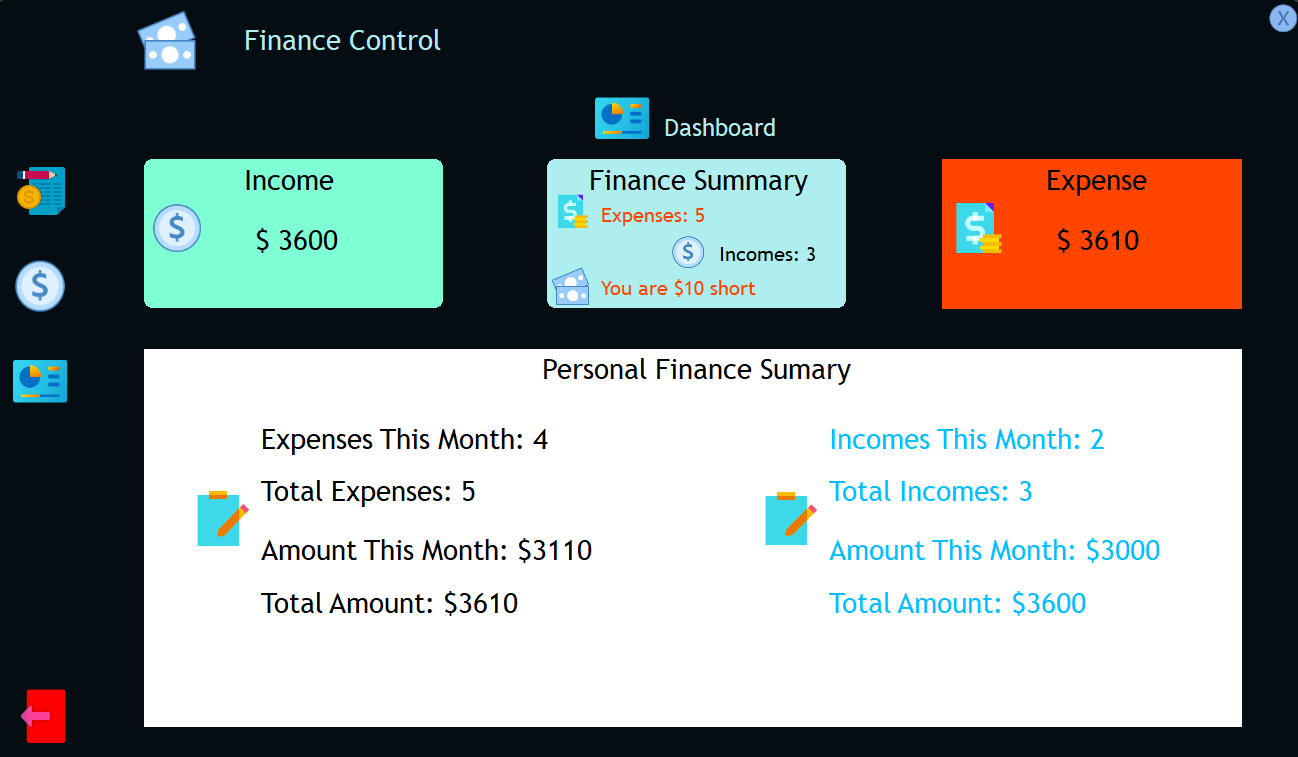 X
Finance Control
Dashboard
Income
$ 3600
Finance Summary
Expenses: 5
Incomes: 3
You are $10 short
Expense
$ 3610
Personal Finance Sumary
Expenses This Month: 4
Total Expenses: 5
Amount This Month: $3110
Total Amount: $3610
Incomes This Month: 2
Total Incomes: 3
Amount This Month: $3000
Total Amount: $3600